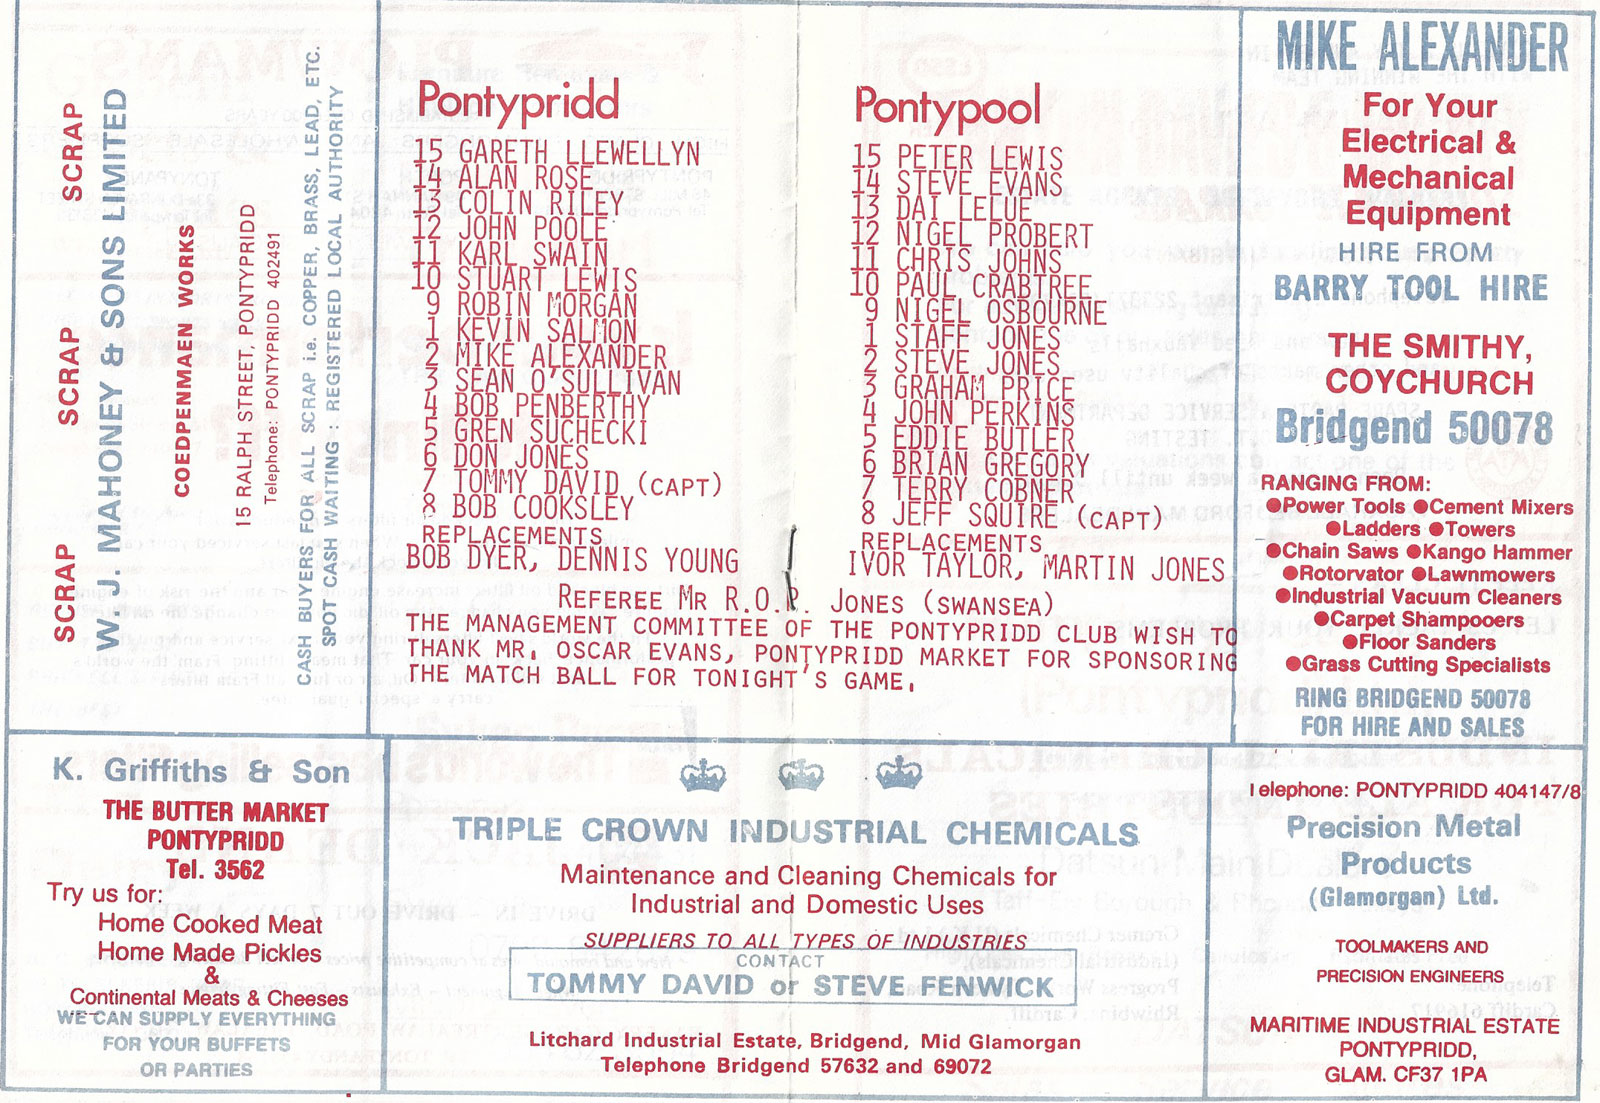 SCRAP SCRAP SCRAP
W.J. MAHONEY & SONS LIMITED
COEDPENMAEN WORKS
15 RALPH STREET, PONTYPRIDD
Telephone: PONTYPRIDD 402491
CASH BUYERS FOR ALL SCRAP i.e. COPPER, BRASS, LEAD, ETC.
SPOT CASH WAITING - REGISTERED LOCAL AUTHORITY
Pontypridd
15 GARETH LLEWELLYN
14 ALAN ROSE
13 COLIN RILEY
12 JOHN POOLE
11 KARL SWAIN
10 STUART LEWIS
9 ROBIN MORGAN
1 KEVIN SALMON
2 MIKE ALEXANDER
3 SEAN O'SULLIVAN
4 BOB PENBERTHY
5 GREN SUCHECKI
6 DON JONES
7 TOMMY DAVID (CAPT)
8 BOB COOKSLEY
REPLACEMENTS
BOB DYER, DENNIS YOUNG
Pontypool
15 PETER LEWIS
14 STEVE EVANS
13 DAI LELUE
12 NIGEL PROBERT
11 CHRIS JOHNS
10 PAUL CRABTREE
9 NIGEL OSBOURNE
1 STAFF JONES
2 STEVE JONES
3 GRAHAM PRICE
4 JOHN PERKINS
5 EDDIE BUTLER
6 BRIAN GREGORY
7 TERRY COBNER
8 JEFF SQUIRE (CAPT)
REPLACEMENTS
IVOR TAYLOR, MARTIN JONES
REFEREE MR R.O. JONES (SWANSEA)
THE MANAGEMENT COMMITTEE OF THE PONTYPRIDD CLUB WISH TO
THANK MR. OSCAR EVANS, PONTYPRIDD MARKET FOR SPONSORING
THE MATCH BALL FOR TONIGHT'S GAME.
MIKE ALEXANDER
For Your
Electrical &
Mechanical
Equipment
HIRE FROM
BARRY TOOL HIRE
THE SMITHY,
COYCHURCH
Bridgend 50078
RANGING FROM:
●Power Tools ●Cement Mixers
●Ladders ●Towers
●Chain Saws ●Kango Hammer
●Rotorvator ●Lawnmowers
●Industrial Vacuum Cleaners
●Carpet Shampooers
●Floor Sanders
●Grass Cutting Specialists
RING BRIDGEND 50078
FOR HIRE AND SALES
K. Griffiths & Son
THE BUTTER MARKET
PONTYPRIDD
Tel. 3562
Try us for:
Home Cooked Meat
Home Made Pickles
&
Continental Meats & Cheeses
WE CAN SUPPLY EVERYTHING
FOR YOUR BUFFETS
OR PARTIES
TRIPLE CROWN INDUSTRIAL CHEMICALS
Maintenance and Cleaning Chemicals for
Industrial and Domestic Uses
SUPPLIERS TO ALL TYPES OF INDUSTRIES
CONTACT
TOMMY DAVID or STEVE FENWICK
Litchard Industrial Estate, Bridgend, Mid Glamorgan
Telephone Bridgend 57632 and 69072
Telephone: PONTYPRIDD 404147/8
Precision Metal
Products
(Glamorgan) Ltd.
TOOLMAKERS AND
PRECISION ENGINEERS
MARITIME INDUSTRIAL ESTATE
PONTYPRIDD,
GLAM. CF37 1PA